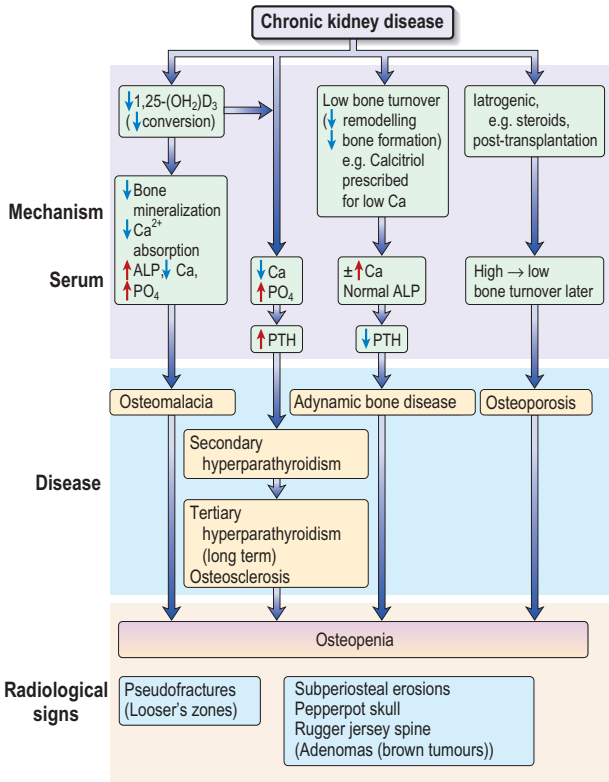 Chronic kidney disease
Mechanism
↓1,25-(OH₂)D₃
(↓conversion)
↓Bone
mineralization
↓Ca²⁺
absorption
↑ALP,↓Ca,
↑PO₄
Low bone turnover
(↓ remodelling
↓ bone formation)
e.g. Calcitriol
prescribed
for low Ca
Iatrogenic,
e.g. steroids,
post-transplantation
Serum
↓Ca
↑PO₄
↑PTH
±↑Ca
Normal ALP
↓PTH
High → low
bone turnover later
Disease
Osteomalacia
Secondary
hyperparathyroidism
Tertiary
hyperparathyroidism
(long term)
Osteosclerosis
Adynamic bone disease
Osteoporosis
Osteopenia
Radiological
signs
Pseudofractures
(Looser's zones)
Subperiosteal erosions
Pepperpot skull
Rugger jersey spine
(Adenomas (brown tumours))